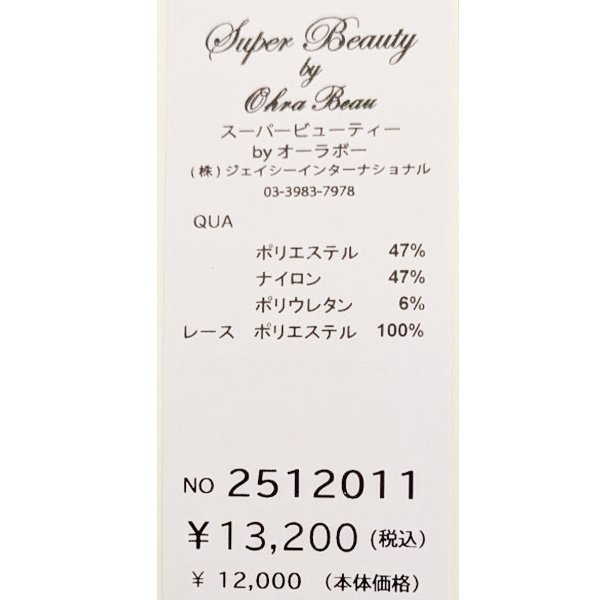 Super Beauty
by
Ohra Beau
スーパービューティー
by オーラボー
(株)ジェイシーインターナショナル
03-3983-7978
QUA
ポリエステル 47%
ナイロン 47%
ポリウレタン 6%
レース ポリエステル 100%
NO 2512011
¥13,200 (税込)
¥ 12,000 (本体価格)